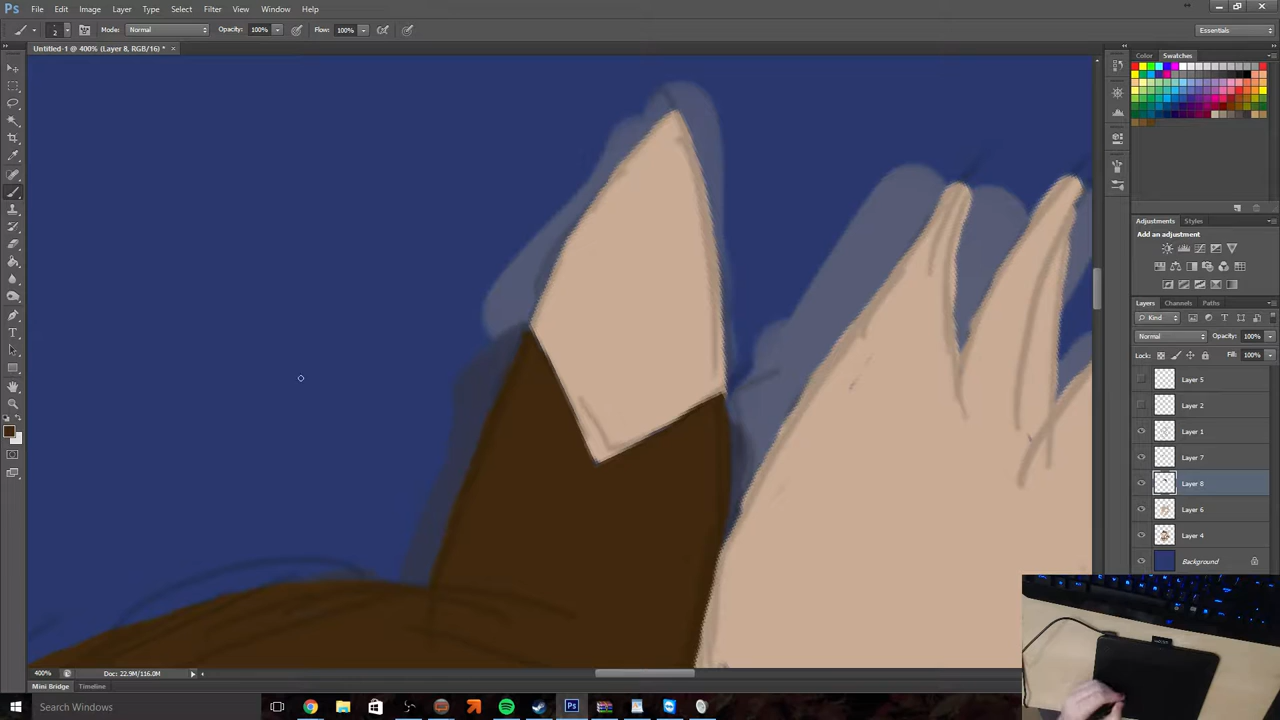 Ps File Edit Image Layer Type Select Filter View Window Help
2 Mode: Normal Opacity: 100% Flow: 100% Essentials
Untitled-1 @ 400% (Layer 8, RGB/16) * ×
Color Swatches
Adjustments Styles
Add an adjustment
Layers Channels Paths
Kind
Normal Opacity: 100%
Lock: Fill: 100%
Layer 5
Layer 2
Layer 1
Layer 7
Layer 8
Layer 6
Layer 4
Background
400% Doc: 22.9M/116.0M
Mini Bridge Timeline
Search Windows Ps